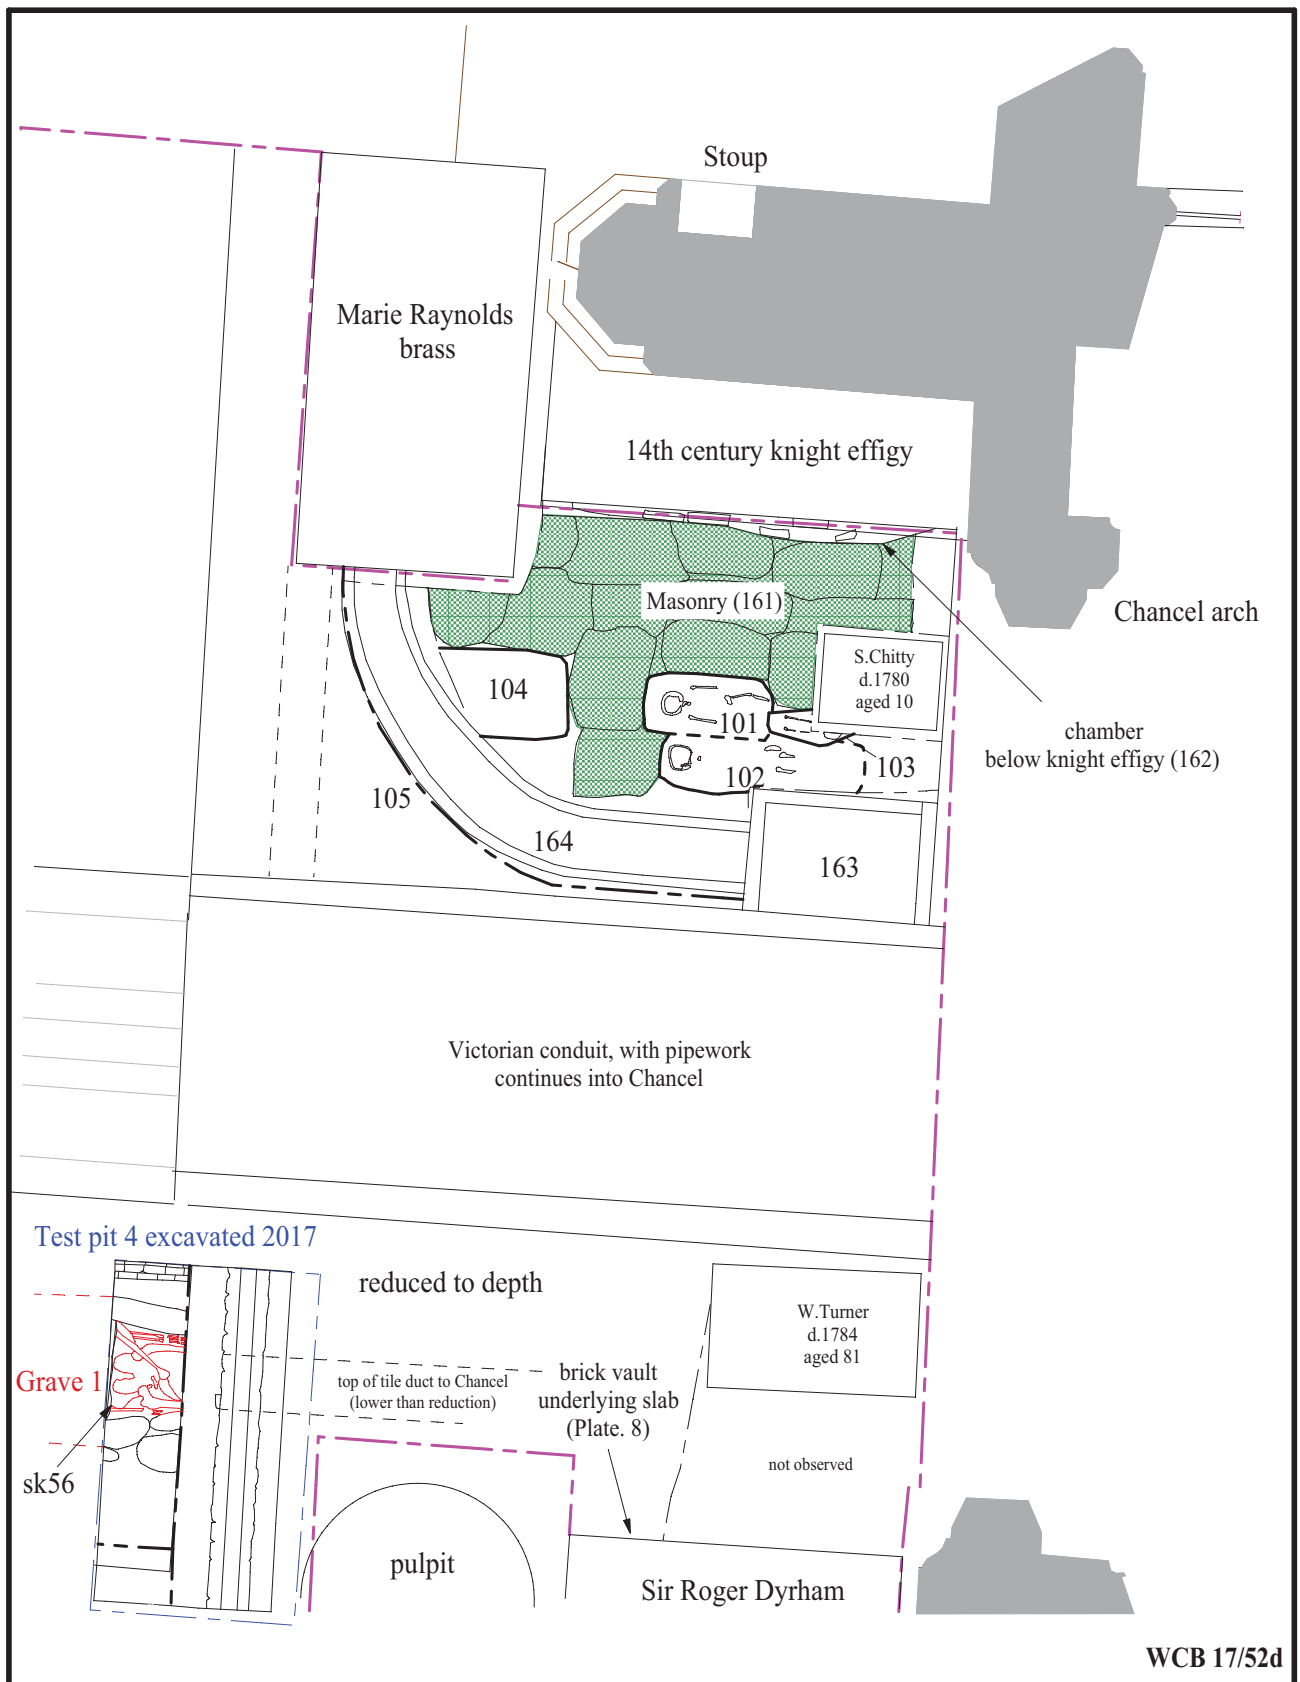 Stoup
Marie Raynolds
brass
14th century knight effigy
Masonry (161)
Chancel arch
S.Chitty
d.1780
aged 10
104
101
chamber
below knight effigy (162)
103
102
105
164
163
Victorian conduit, with pipework
continues into Chancel
Test pit 4 excavated 2017
reduced to depth
W.Turner
d.1784
aged 81
Grave 1
top of tile duct to Chancel
(lower than reduction)
brick vault
underlying slab
(Plate. 8)
not observed
sk56
pulpit
Sir Roger Dyrham
WCB 17/52d